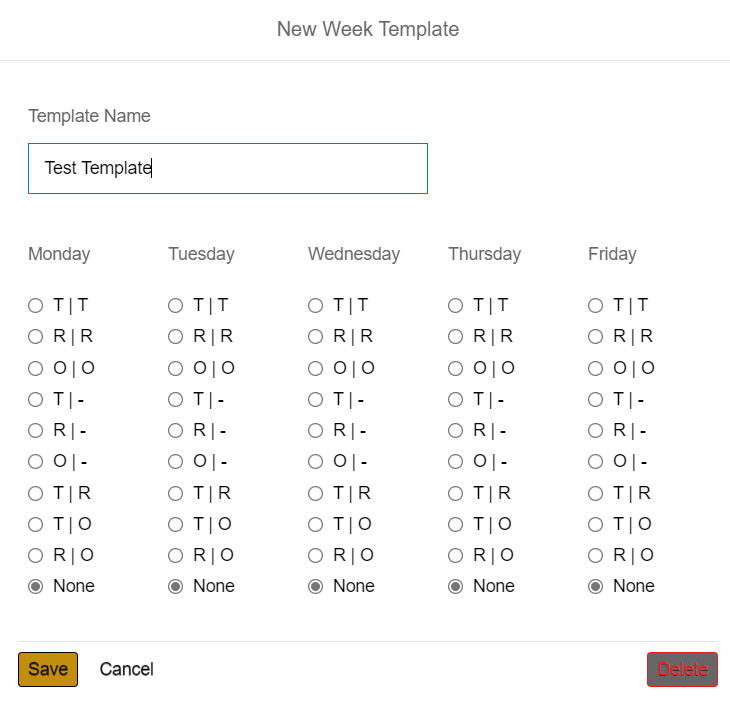 New Week Template
Template Name
Test Template
Monday Tuesday Wednesday Thursday Friday
T | T T | T T | T T | T T | T
R | R R | R R | R R | R R | R
O | O O | O O | O O | O O | O
T | - T | - T | - T | - T | -
R | - R | - R | - R | - R | -
O | - O | - O | - O | - O | -
T | R T | R T | R T | R T | R
T | O T | O T | O T | O T | O
R | O R | O R | O R | O R | O
None None None None None
Save Cancel Delete